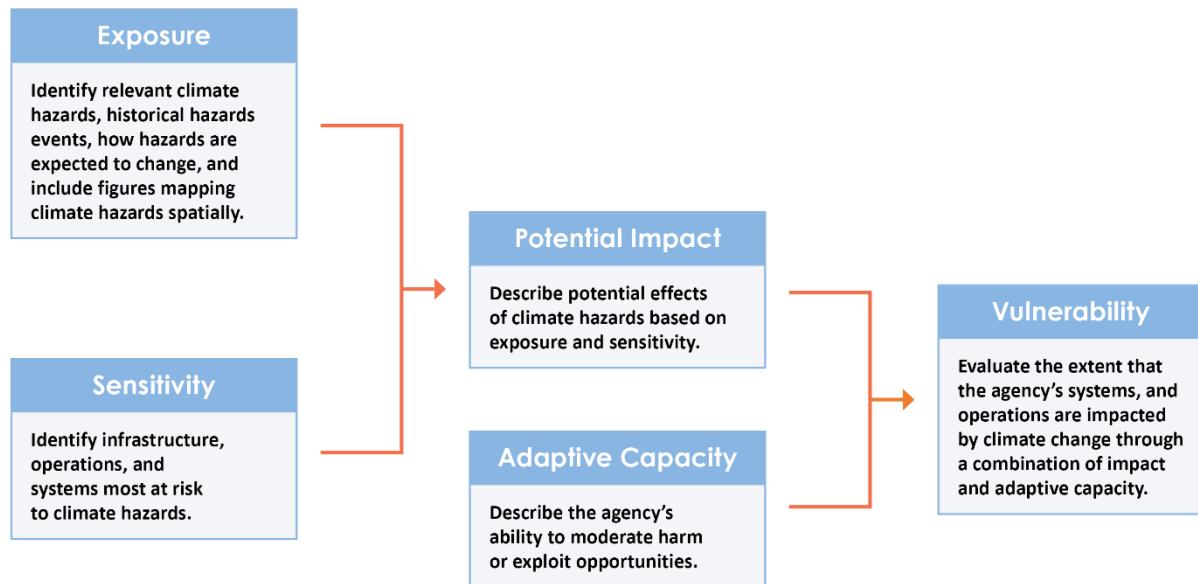 Exposure
Identify relevant climate
hazards, historical hazards
events, how hazards are
expected to change, and
include figures mapping
climate hazards spatially.
Sensitivity
Identify infrastructure,
operations, and
systems most at risk
to climate hazards.
Potential Impact
Describe potential effects
of climate hazards based on
exposure and sensitivity.
Adaptive Capacity
Describe the agency’s
ability to moderate harm
or exploit opportunities.
Vulnerability
Evaluate the extent that
the agency’s systems, and
operations are impacted
by climate change through
a combination of impact
and adaptive capacity.